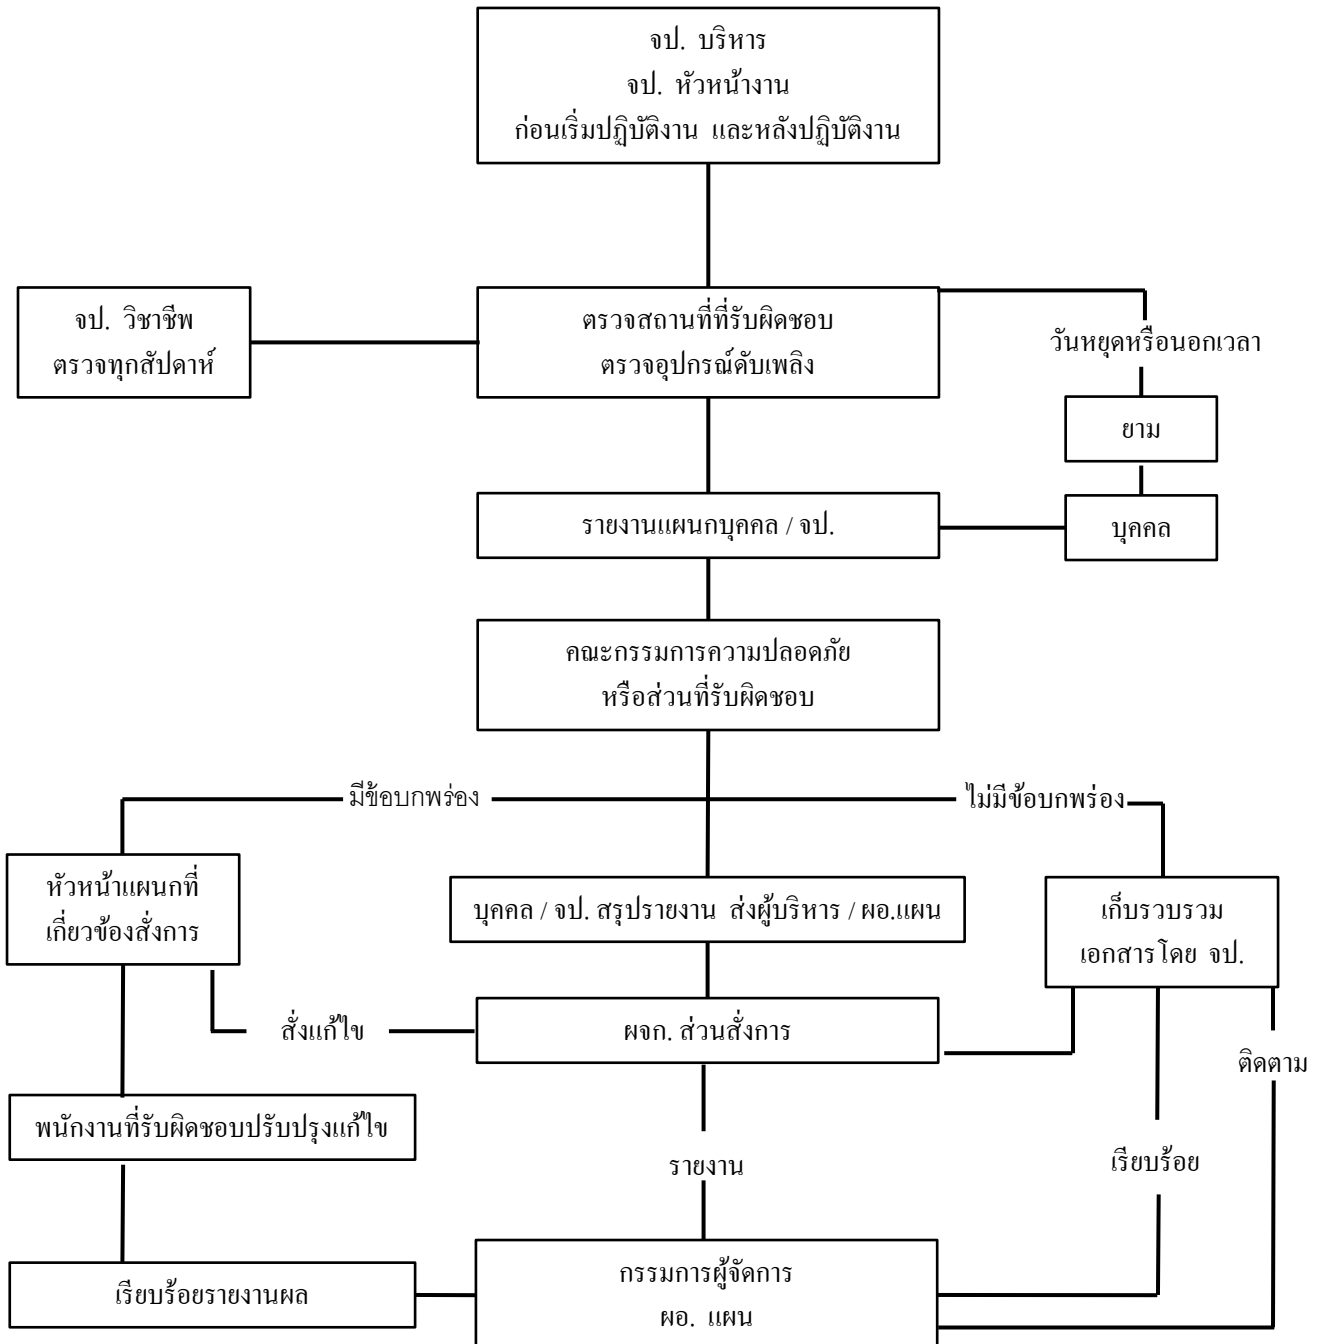 จป. บริหาร
จป. หัวหน้างาน
ก่อนเริ่มปฏิบัติงาน และหลังปฏิบัติงาน
จป. วิชาชีพ
ตรวจทุกสัปดาห์
ตรวจสถานที่ที่รับผิดชอบ
ตรวจอุปกรณ์ดับเพลิง
วันหยุดหรือนอกเวลา
ยาม
รายงานแผนกบุคคล / จป.
บุคคล
คณะกรรมการความปลอดภัย
หรือส่วนที่รับผิดชอบ
มีข้อบกพร่อง
ไม่มีข้อบกพร่อง
หัวหน้าแผนกที่
เกี่ยวข้องสั่งการ
บุคคล / จป. สรุปรายงาน ส่งผู้บริหาร / ผอ.แผน
เก็บรวบรวม
เอกสารโดย จป.
สั่งแก้ไข
ผจก. ส่วนสั่งการ
ติดตาม
พนักงานที่รับผิดชอบปรับปรุงแก้ไข
รายงาน
เรียบร้อย
เรียบร้อยรายงานผล
กรรมการผู้จัดการ
ผอ. แผน